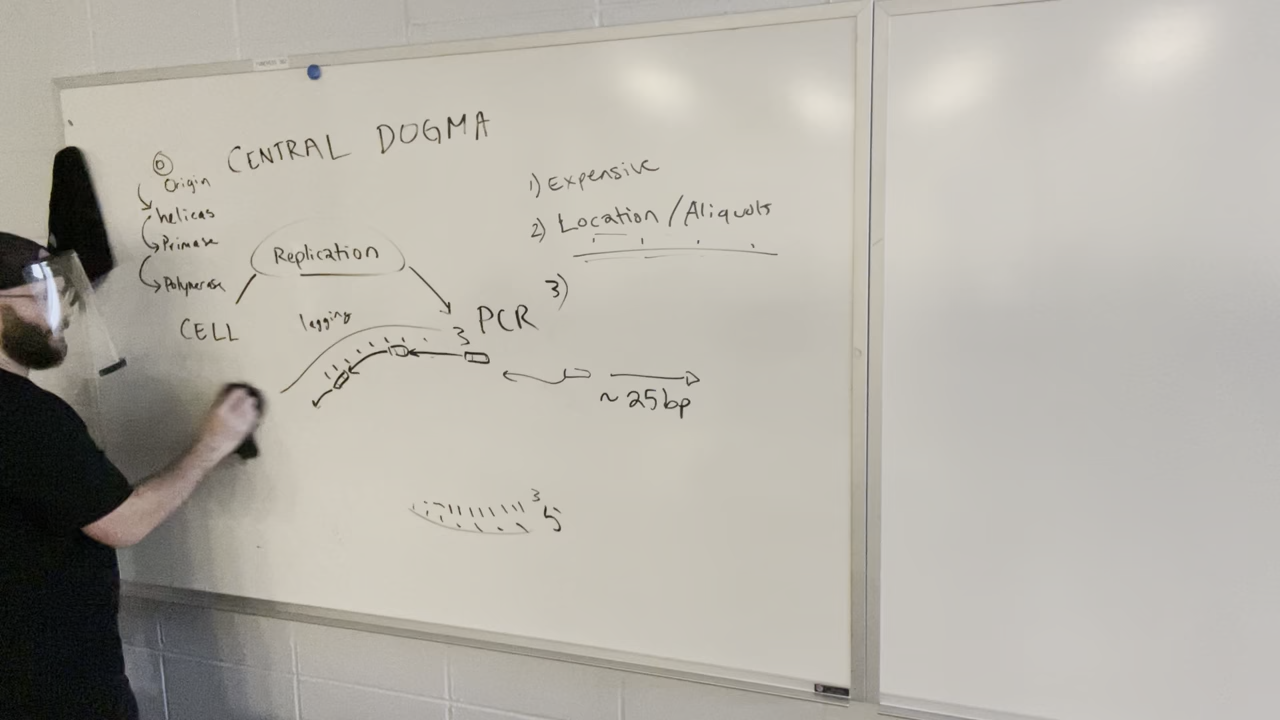 CENTRAL DOGMA
0
Origin
helicas
Primase
Polymerase
Replication
CELL
lagging
3
PCR
1) Expensive
2) Location / Aliquots
3)
~ 25bp
3
5